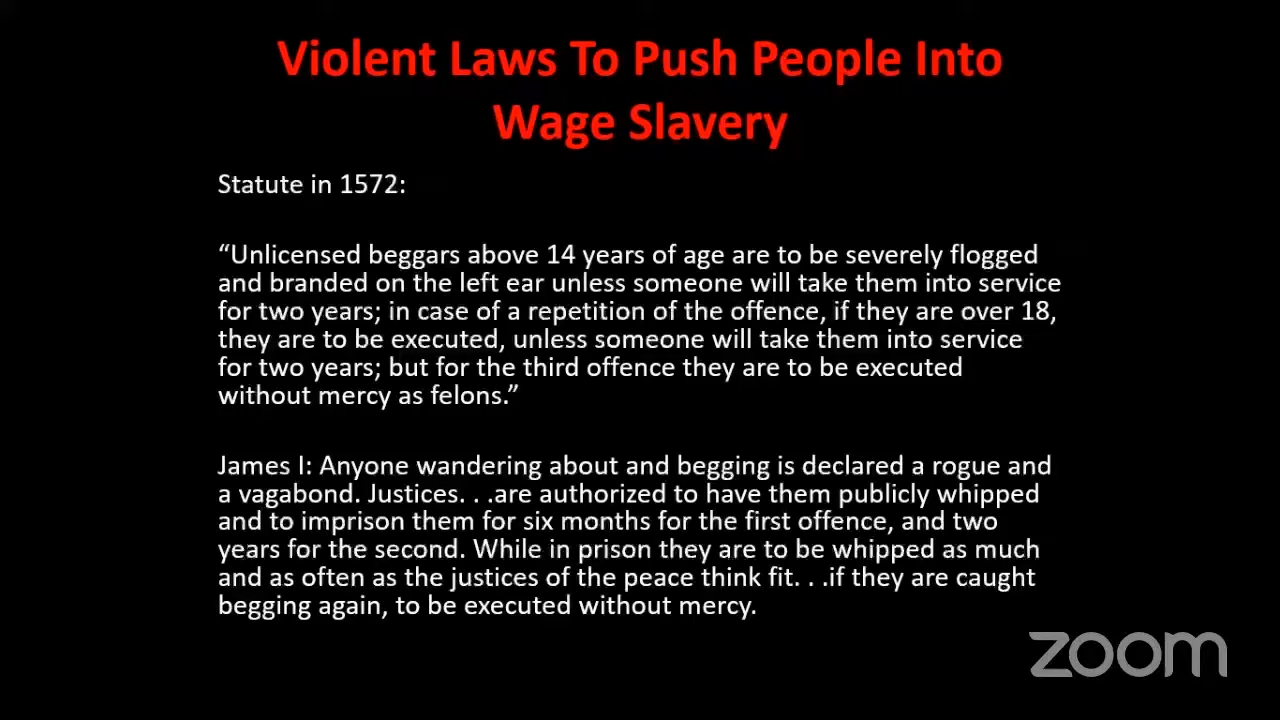 Violent Laws To Push People Into
Wage Slavery
Statute in 1572:
“Unlicensed beggars above 14 years of age are to be severely flogged
and branded on the left ear unless someone will take them into service
for two years; in case of a repetition of the offence, if they are over 18,
they are to be executed, unless someone will take them into service
for two years; but for the third offence they are to be executed
without mercy as felons.”
James I: Anyone wandering about and begging is declared a rogue and
a vagabond. Justices. . .are authorized to have them publicly whipped
and to imprison them for six months for the first offence, and two
years for the second. While in prison they are to be whipped as much
and as often as the justices of the peace think fit. . .if they are caught
begging again, to be executed without mercy.
zoom